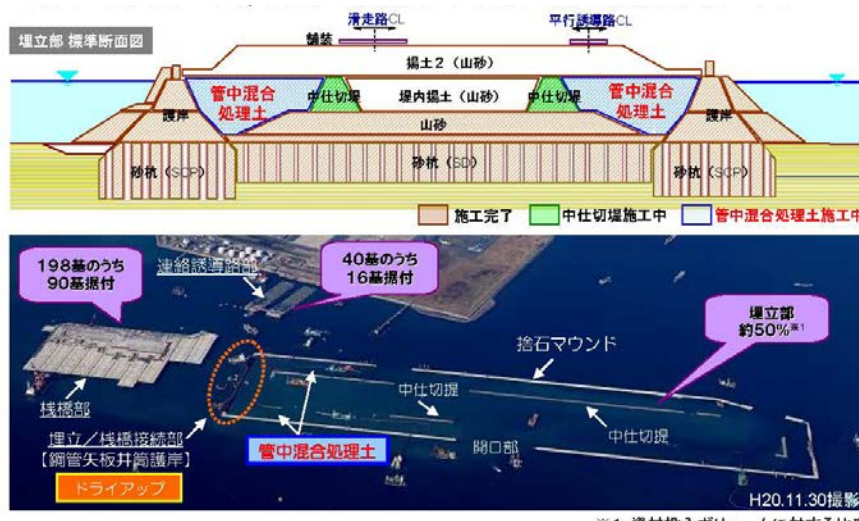 滑走路CL
平行誘導路CL
埋立部 標準断面図
舗装
揚土2（山砂）
管中混合
処理土
中仕切堤
堤内揚土（山砂）
中仕切堤
管中混合
処理土
護岸
護岸
山砂
砂杭（SCP）
砂杭（SD）
砂杭（SCP）
施工完了
中仕切堤施工中
管中混合処理土施工中
198基のうち
90基据付
連絡誘導路部
40基のうち
16基据付
埋立部
約50%※1
捨石マウンド
中仕切堤
中仕切堤
桟橋部
埋立／桟橋接続部
【鋼管矢板井筒護岸】
管中混合処理土
開口部
ドライアップ
H20.11.30撮影